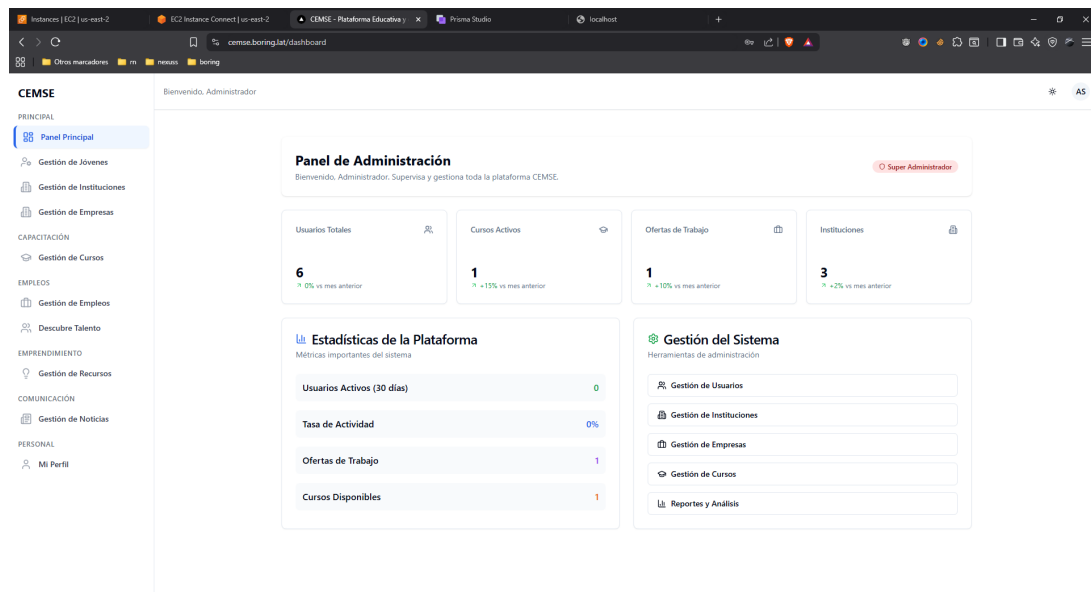 Instances | EC2 | us-east-2
EC2 Instance Connect | us-east-2
CEMSE - Plataforma Educativa y
Prisma Studio
localhost
cemse.boring.lat/dashboard
Otros marcadores
rn
nexuss
boring
CEMSE
Bienvenido, Administrador
AS
PRINCIPAL
Panel Principal
Gestión de Jóvenes
Gestión de Instituciones
Gestión de Empresas
CAPACITACIÓN
Gestión de Cursos
EMPLEOS
Gestión de Empleos
Descubre Talento
EMPRENDIMIENTO
Gestión de Recursos
COMUNICACIÓN
Gestión de Noticias
PERSONAL
Mi Perfil
Panel de Administración
Bienvenido, Administrador. Supervisa y gestiona toda la plataforma CEMSE.
Super Administrador
Usuarios Totales
6
0% vs mes anterior
Cursos Activos
1
+15% vs mes anterior
Ofertas de Trabajo
1
+10% vs mes anterior
Instituciones
3
+2% vs mes anterior
Estadísticas de la Plataforma
Métricas importantes del sistema
Usuarios Activos (30 días) 0
Tasa de Actividad 0%
Ofertas de Trabajo 1
Cursos Disponibles 1
Gestión del Sistema
Herramientas de administración
Gestión de Usuarios
Gestión de Instituciones
Gestión de Empresas
Gestión de Cursos
Reportes y Análisis